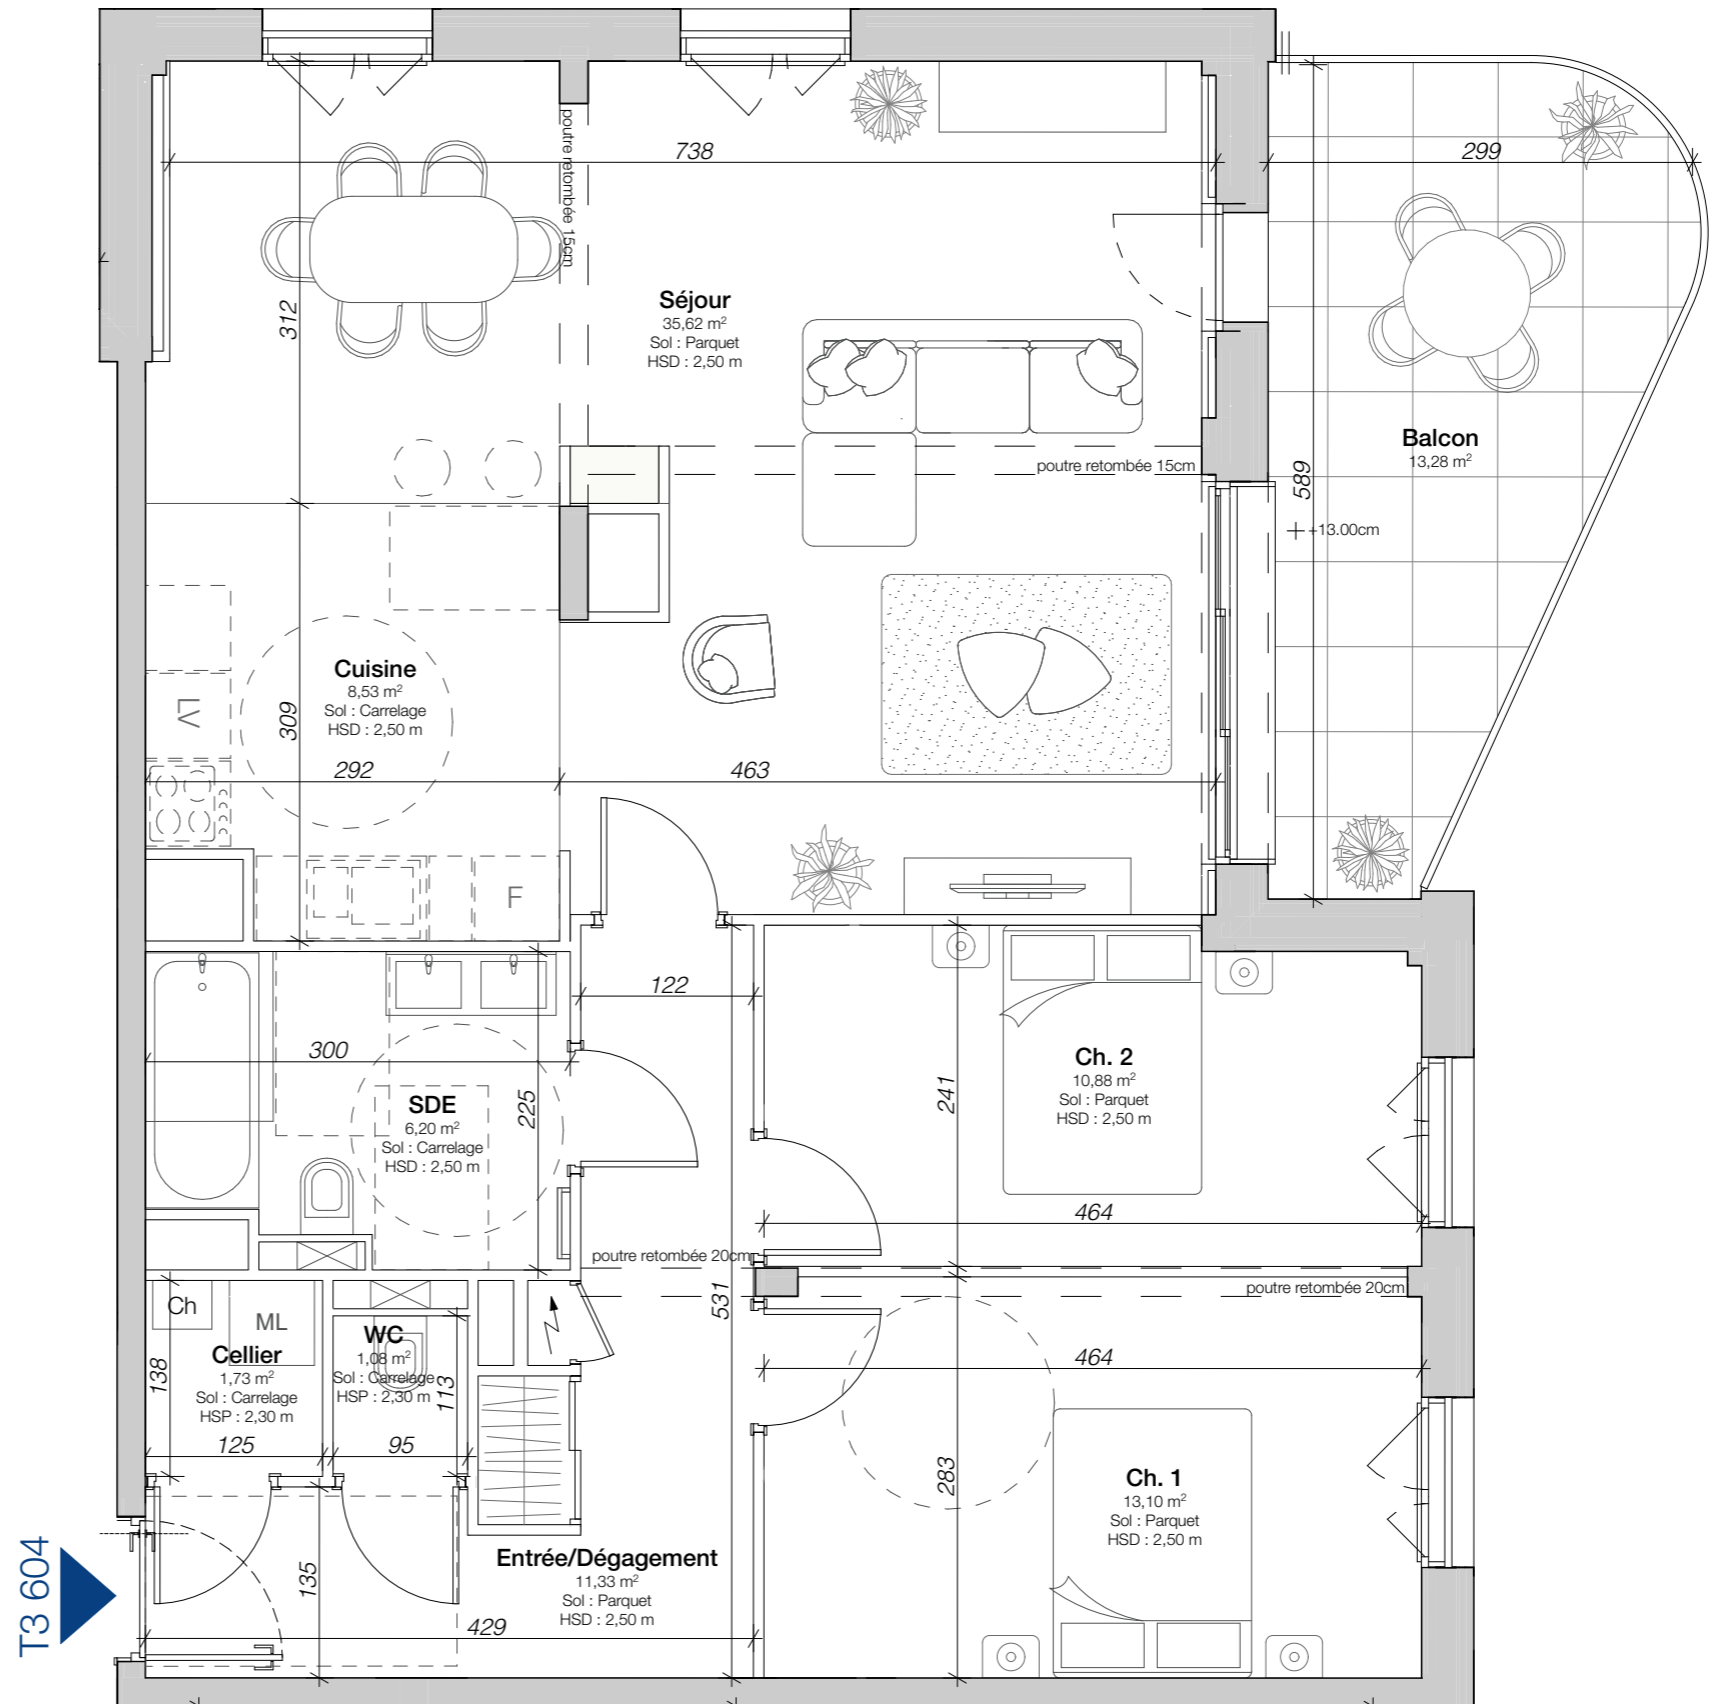 738
299
poutre retombée 15cm
312
Séjour
35,62 m²
Sol : Parquet
HSD : 2,50 m
Balcon
13,28 m²
poutre retombée 15cm
589
+13.00cm
Cuisine
8,53 m²
Sol : Carrelage
HSD : 2,50 m
LV
309
292
463
F
122
300
Ch. 2
10,88 m²
Sol : Parquet
HSD : 2,50 m
241
SDE
6,20 m²
Sol : Carrelage
HSD : 2,50 m
225
464
poutre retombée 20cm
poutre retombée 20cm
531
Ch
ML
Cellier
1,73 m²
Sol : Carrelage
HSP : 2,30 m
138
WC
1,08 m²
Sol : Carrelage
HSP : 2,30 m
113
464
125
95
283
Ch. 1
13,10 m²
Sol : Parquet
HSD : 2,50 m
T3 604
135
Entrée/Dégagement
11,33 m²
Sol : Parquet
HSD : 2,50 m
429